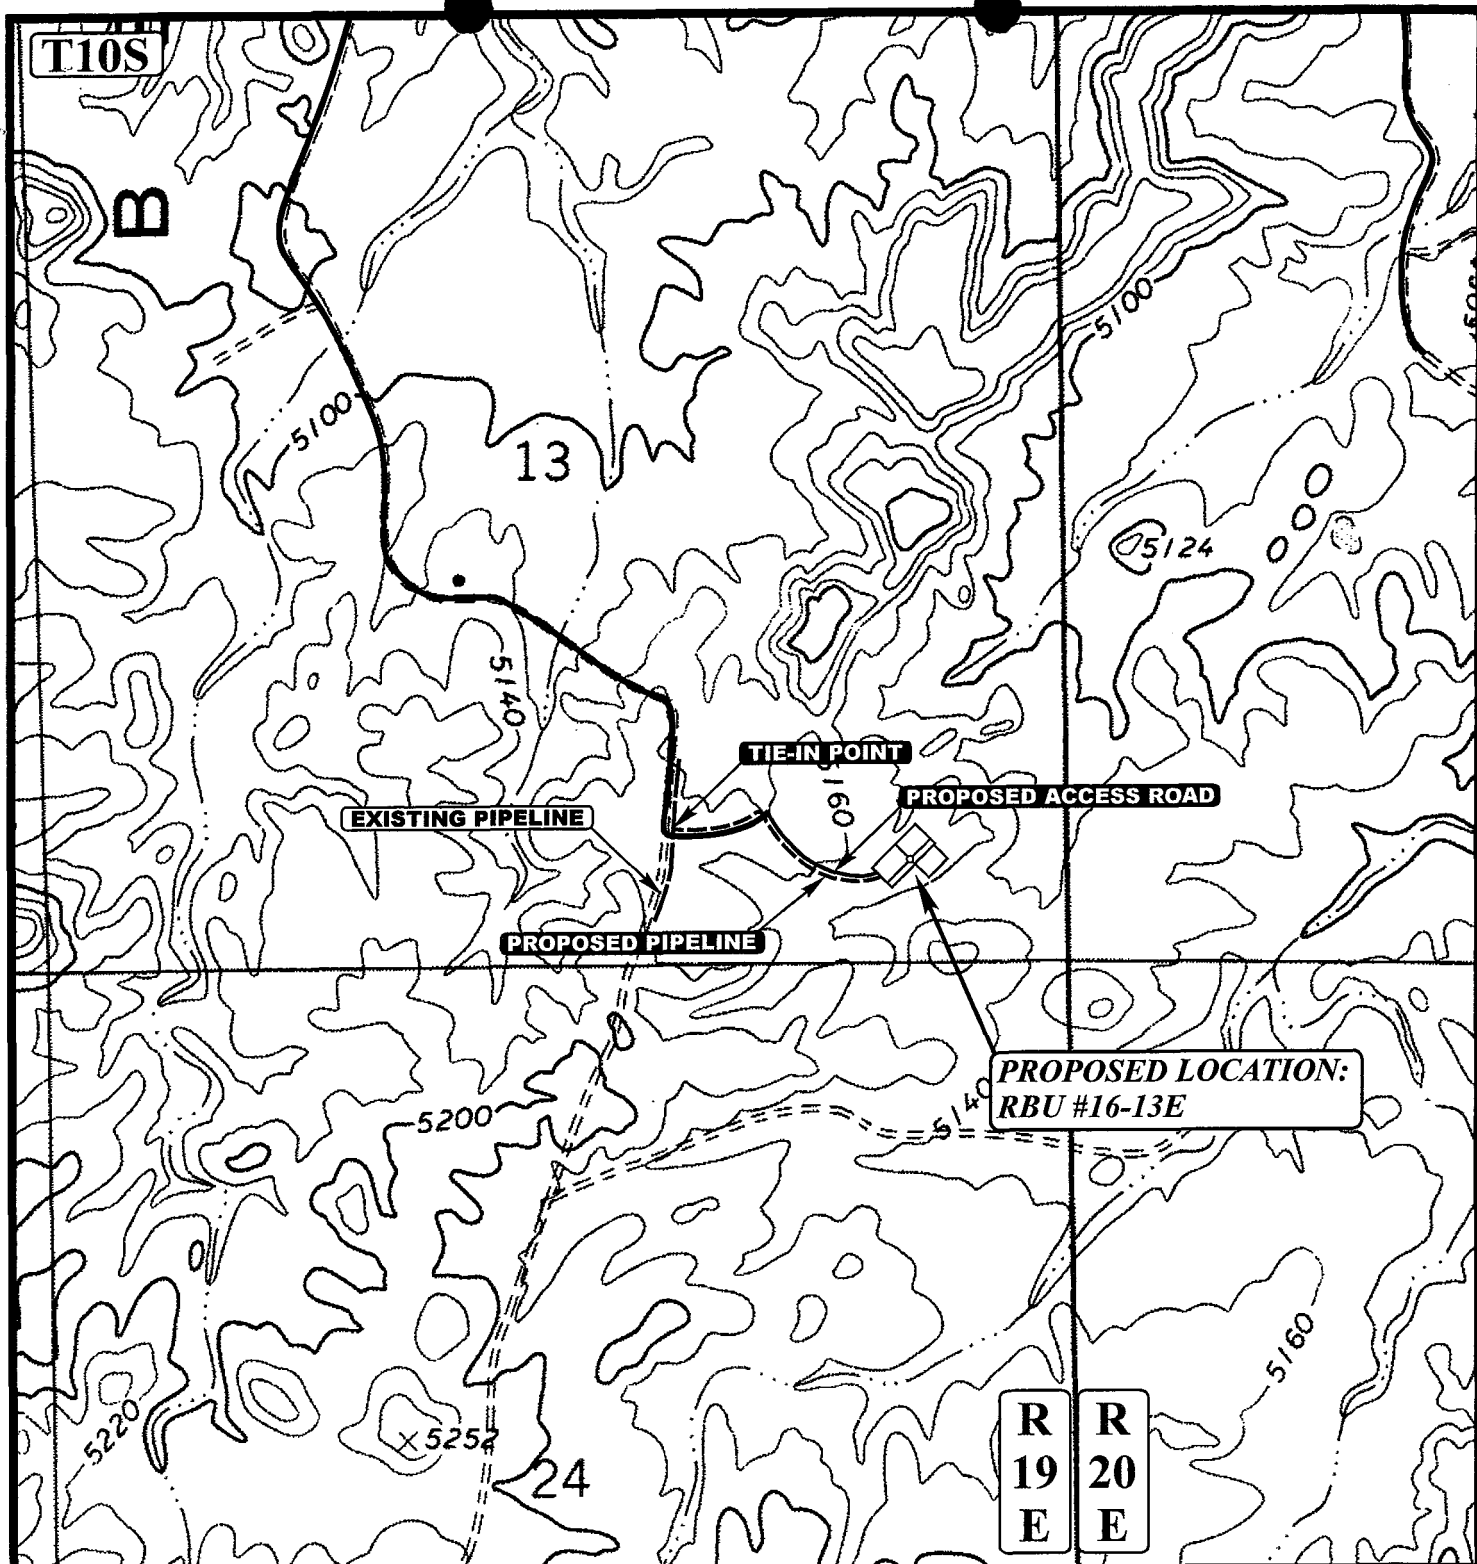 T10S
B
5100
5100
13
5124
5140
TIE-IN POINT
160
PROPOSED ACCESS ROAD
EXISTING PIPELINE
PROPOSED PIPELINE
PROPOSED LOCATION:
RBU #16-13E
5140
5200
5160
5220
5252
24
R
19
E
R
20
E